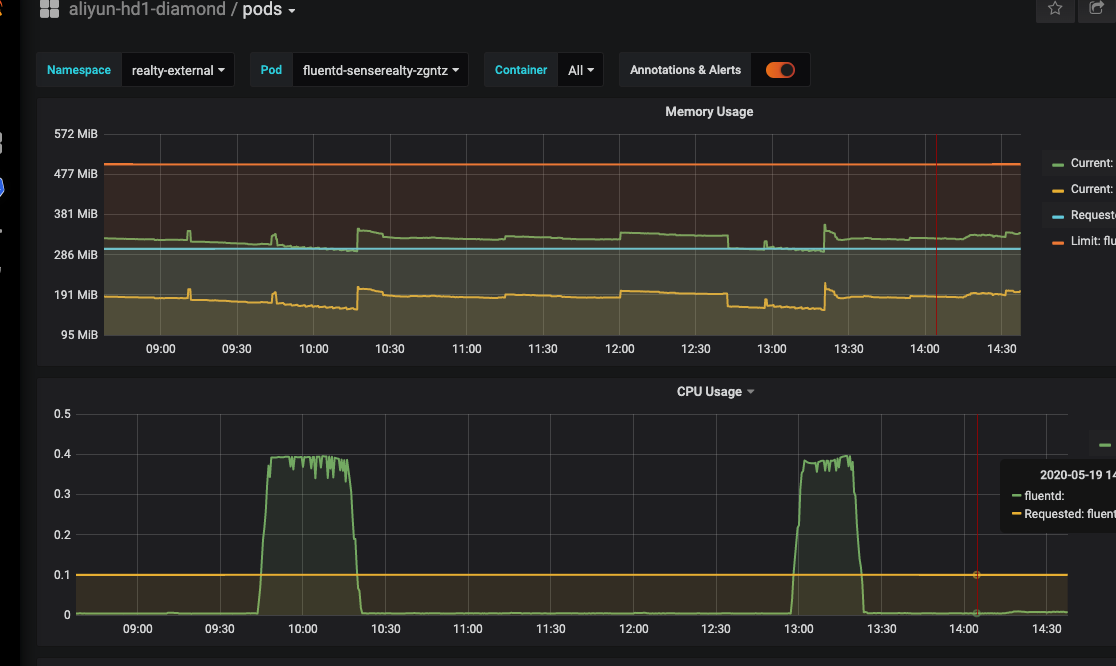 aliyun-hd1-diamond / pods
Namespace realty-external Pod fluentd-senserealty-zgntz Container All Annotations & Alerts
Memory Usage
572 MiB
477 MiB
381 MiB
286 MiB
191 MiB
95 MiB
09:00 09:30 10:00 10:30 11:00 11:30 12:00 12:30 13:00 13:30 14:00 14:30
Current:
Current:
Requeste
Limit: flu
CPU Usage
0.5
0.4
0.3
0.2
0.1
0
09:00 09:30 10:00 10:30 11:00 11:30 12:00 12:30 13:00 13:30 14:00 14:30
2020-05-19 14
fluentd:
Requested: fluent